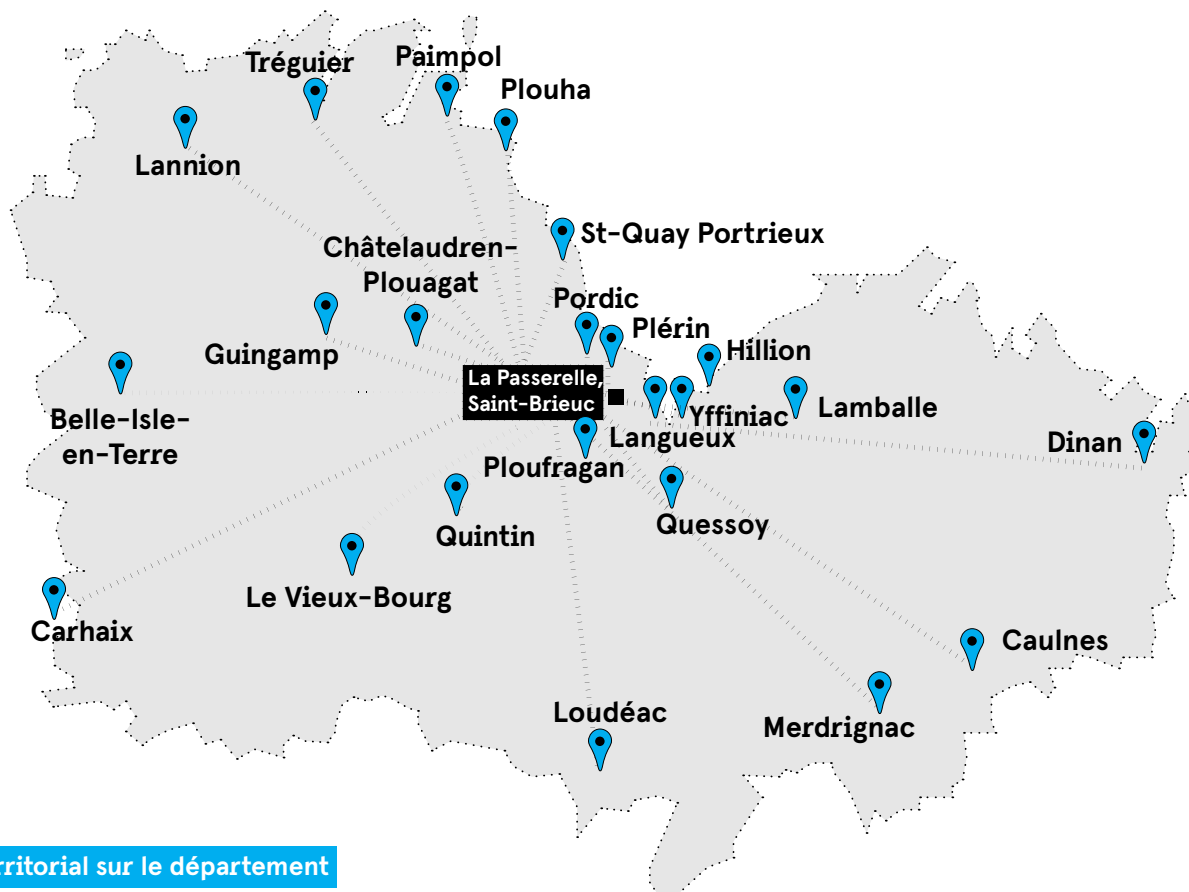 Tréguier
Paimpol
Plouha
Lannion
St-Quay Portrieux
Châtelaudren-
Plouagat
Pordic
Plérin
Guingamp
Hillion
La Passerelle,
Saint-Brieuc
Yffiniac
Lamballe
Belle-Isle-
en-Terre
Langueux
Dinan
Ploufragan
Quintin
Quessoy
Le Vieux-Bourg
Carhaix
Caulnes
Loudéac
Merdrignac
rritorial sur le département